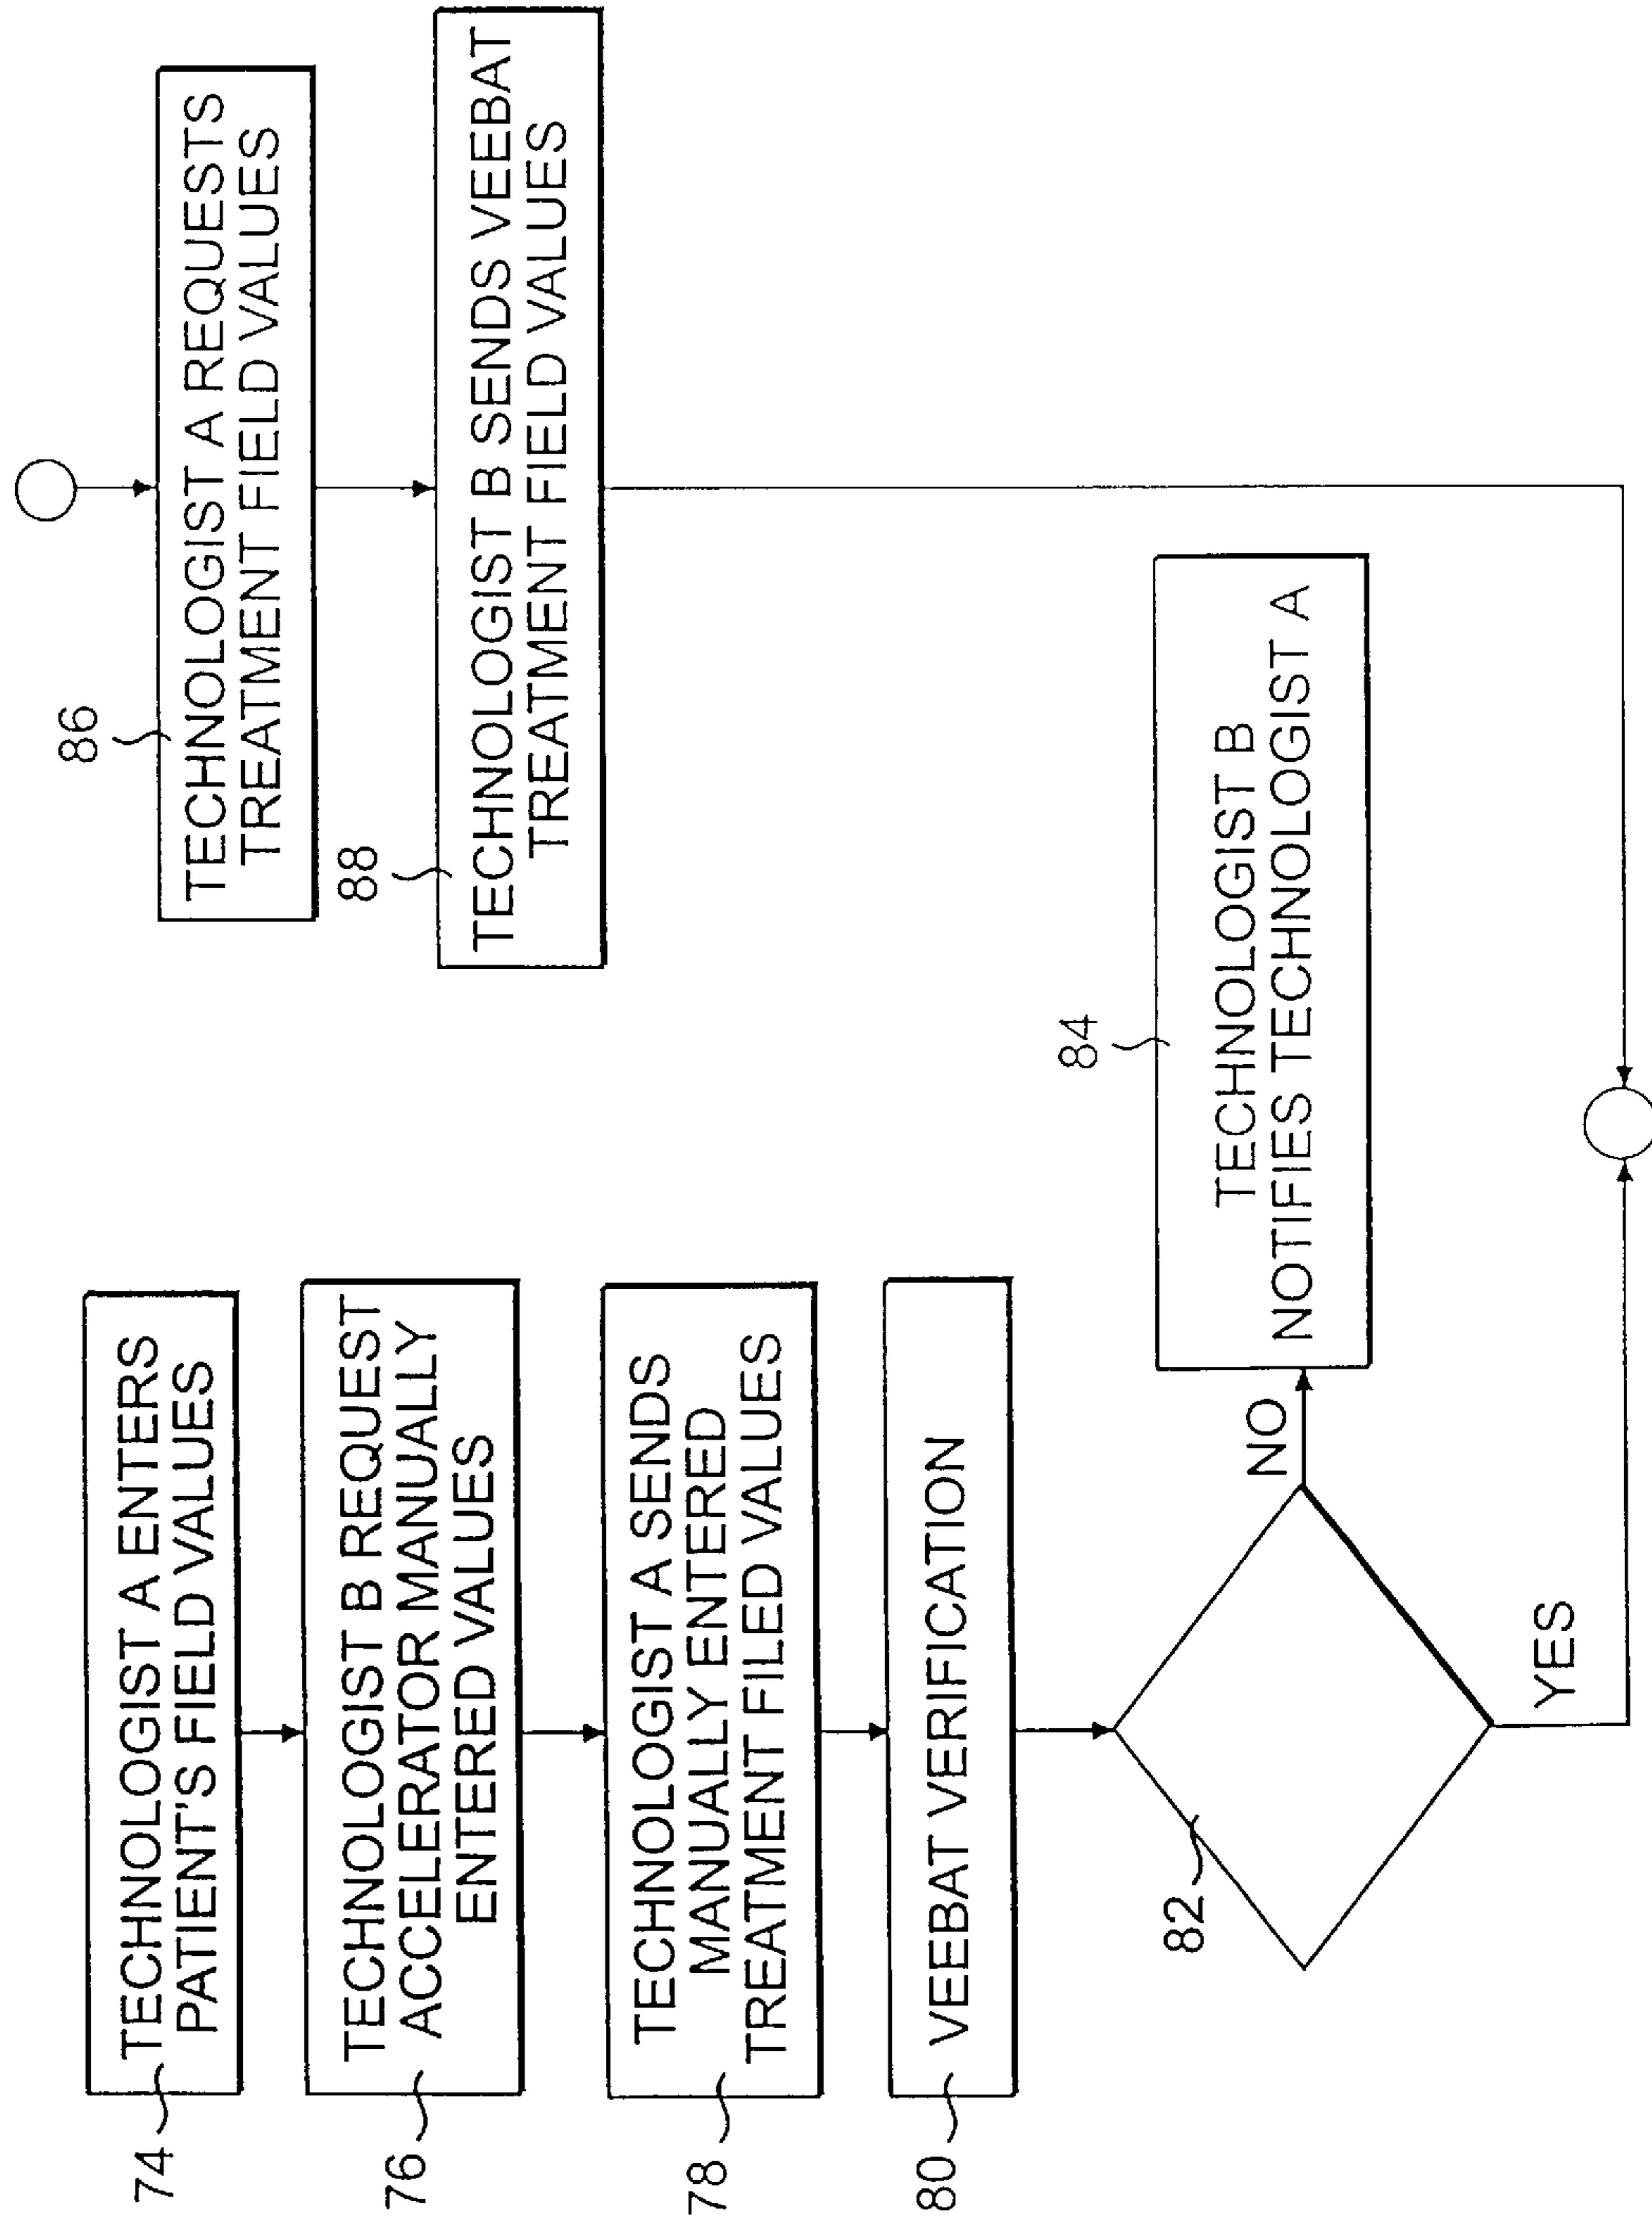 74
TECHNOLOGIST A ENTERS
PATIENT'S FIELD VALUES
76
TECHNOLOGIST B REQUEST
ACCELERATOR MANUALLY
ENTERED VALUES
78
TECHNOLOGIST A SENDS
MANUALLY ENTERED
TREATMENT FILED VALUES
80
VEEBAT VERIFICATION
82
NO
YES
84
TECHNOLOGIST B
NOTIFIES TECHNOLOGIST A
86
TECHNOLOGIST A REQUESTS
TREATMENT FIELD VALUES
88
TECHNOLOGIST B SENDS VEEBAT
TREATMENT FIELD VALUES